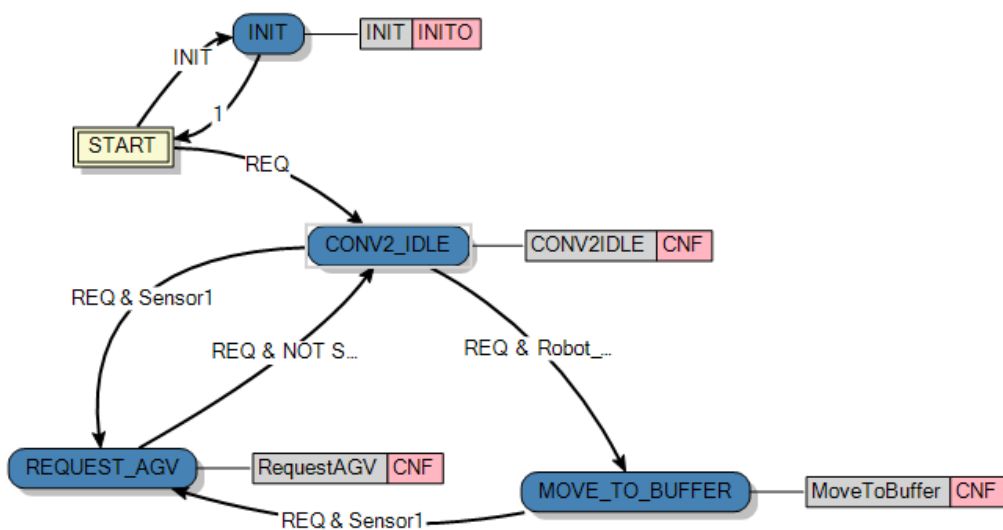 INIT
INIT INITO
INIT
1
START
REQ
CONV2_IDLE
CONV2IDLE CNF
REQ & Sensor1
REQ & NOT S...
REQ & Robot_...
REQUEST_AGV
RequestAGV CNF
MOVE_TO_BUFFER
MoveToBuffer CNF
REQ & Sensor1